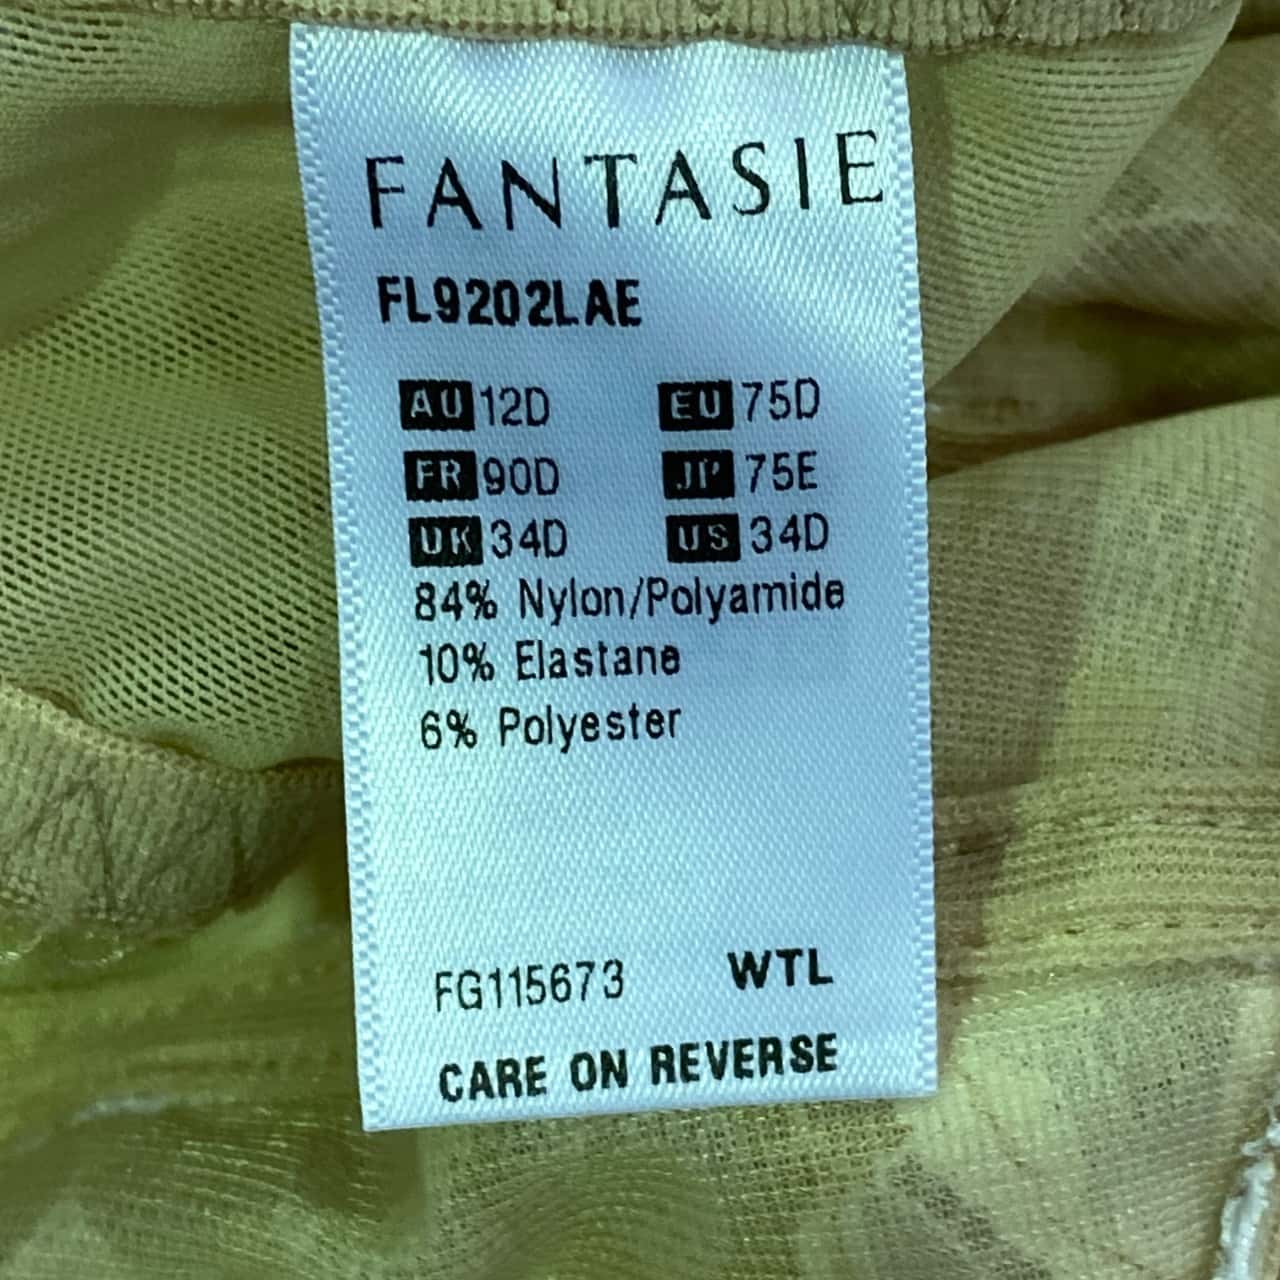 FANTASIE
FL9202LAE
AU 12D EU 75D
FR 90D JP 75E
UK 34D US 34D
84% Nylon/Polyamide
10% Elastane
6% Polyester
FG115673 WTL
CARE ON REVERSE